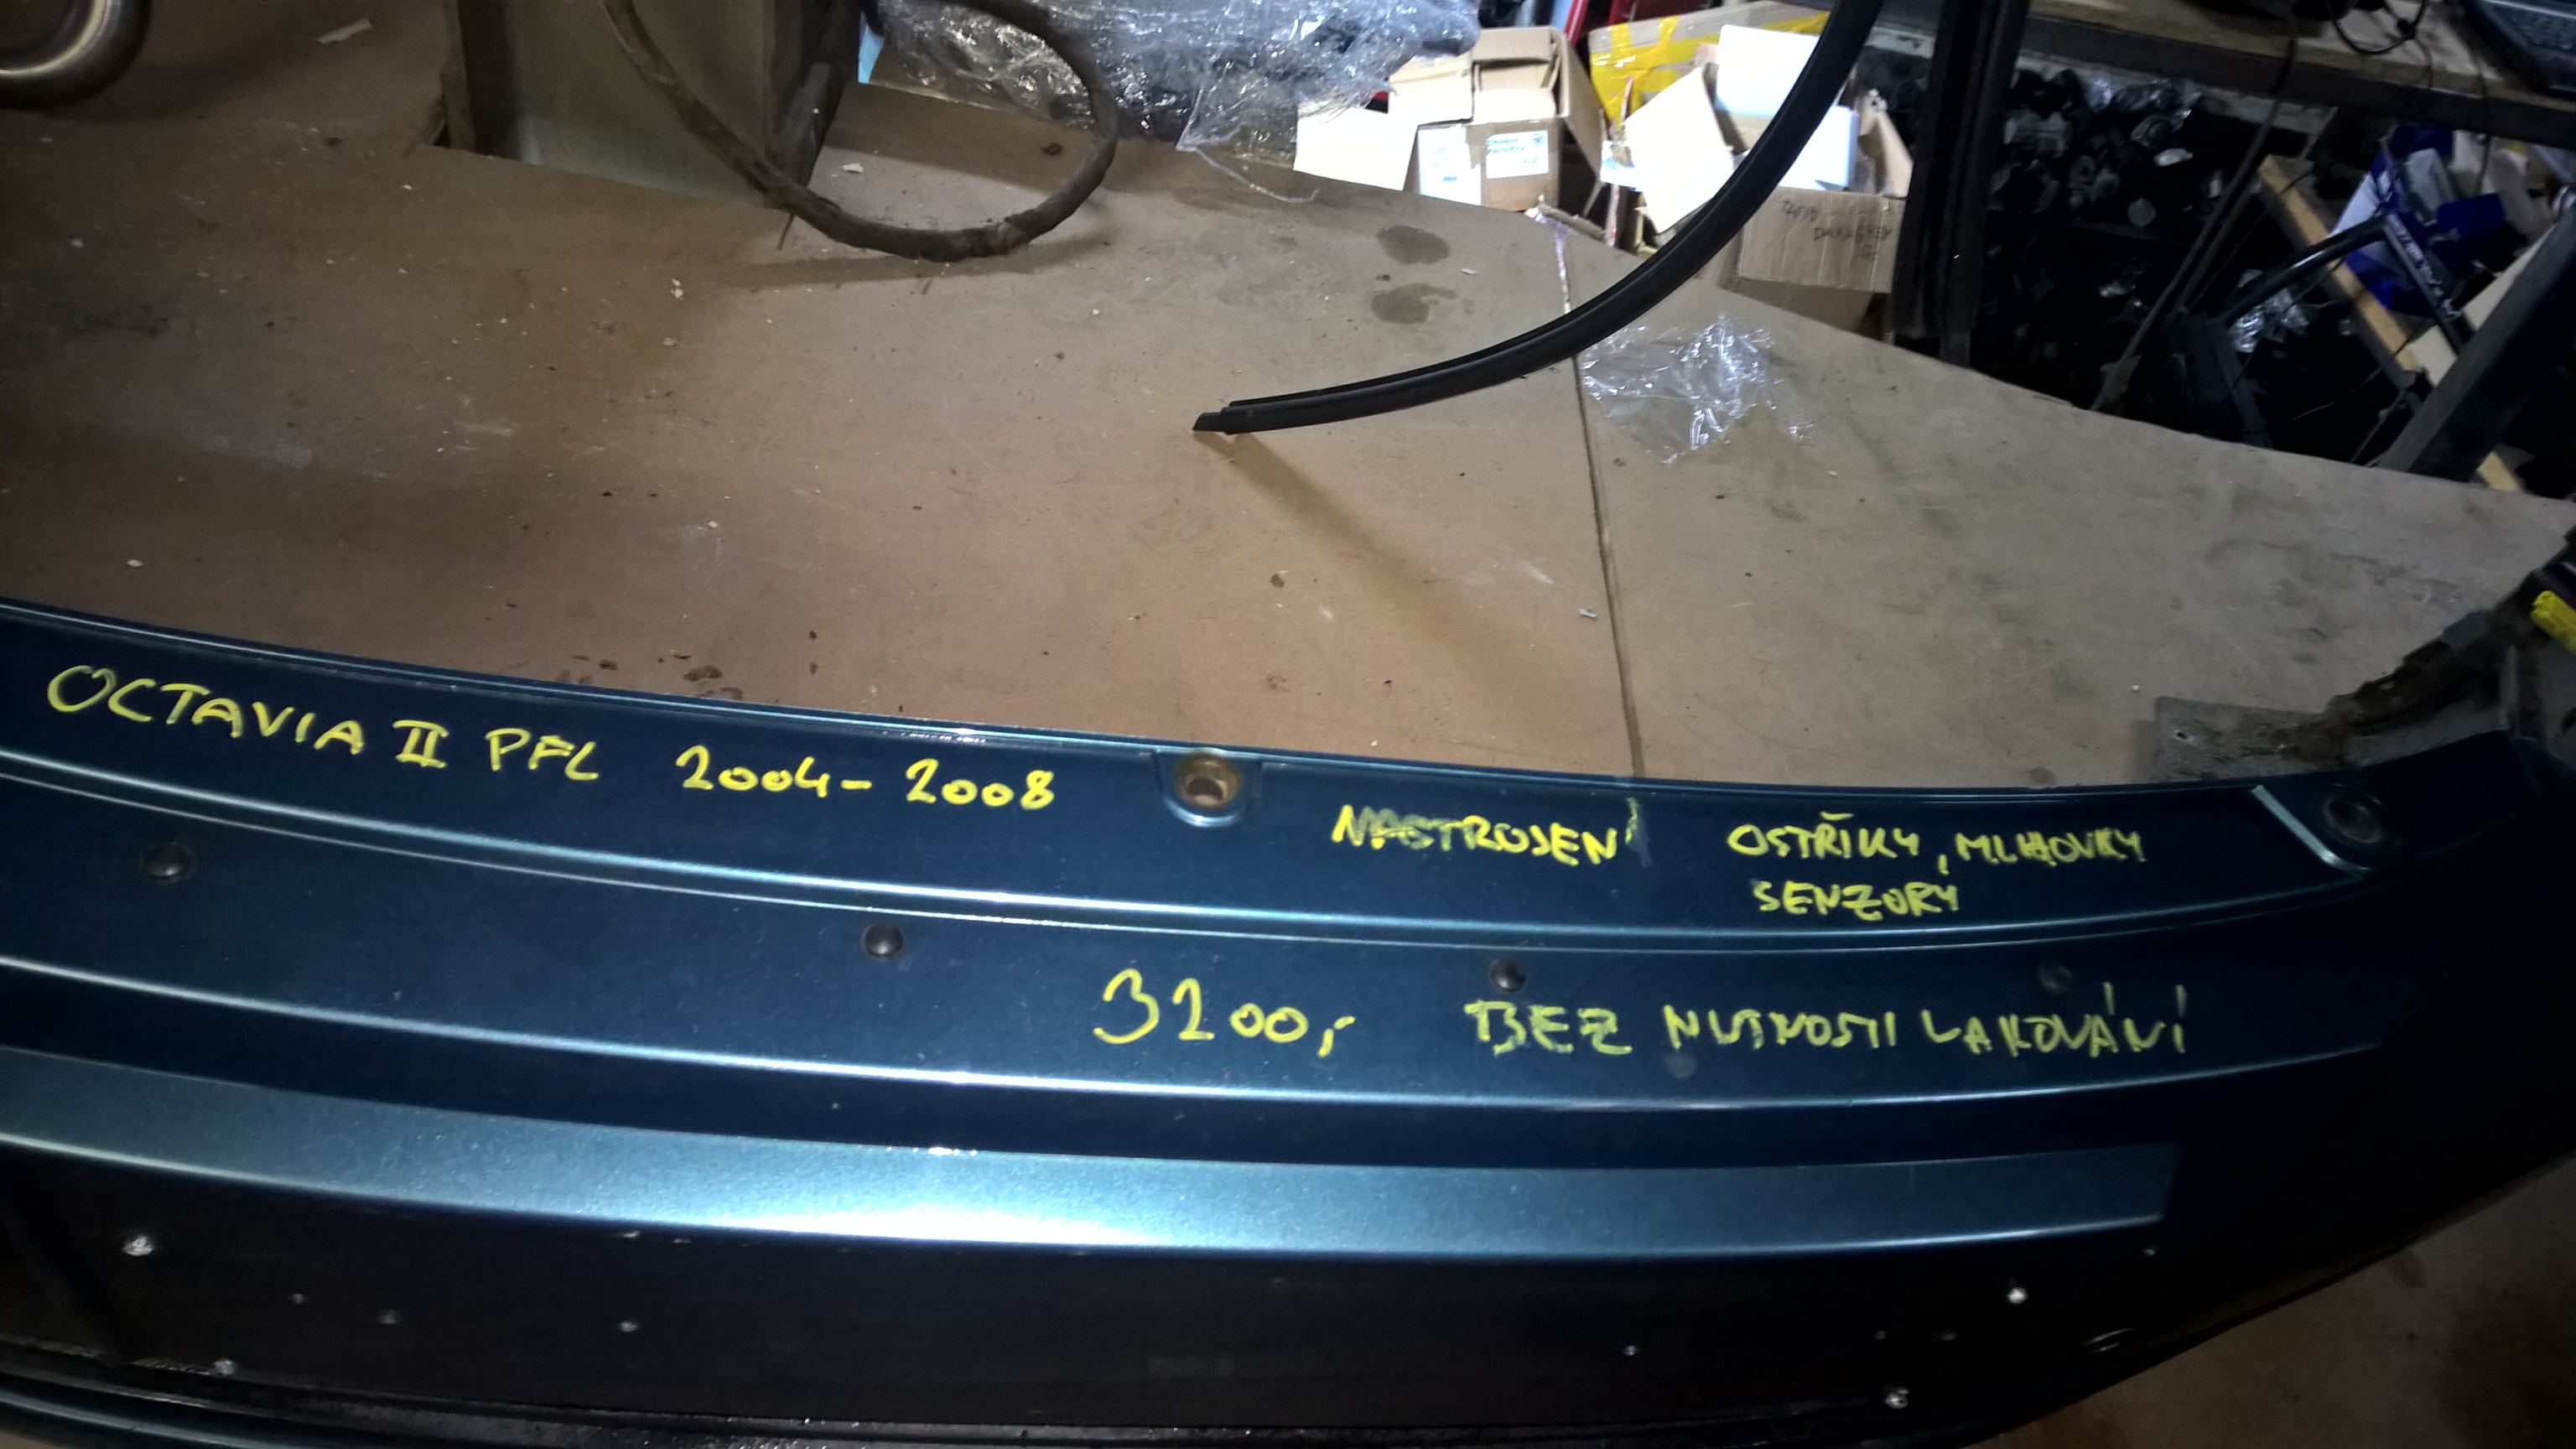 OCTAVIA II PFL 2004-2008
NASTROJENÍ OSTŘIKY, MLHOVKY
SENZORY
3200,- BEZ NUTNOSTI LAKOVÁNÍ